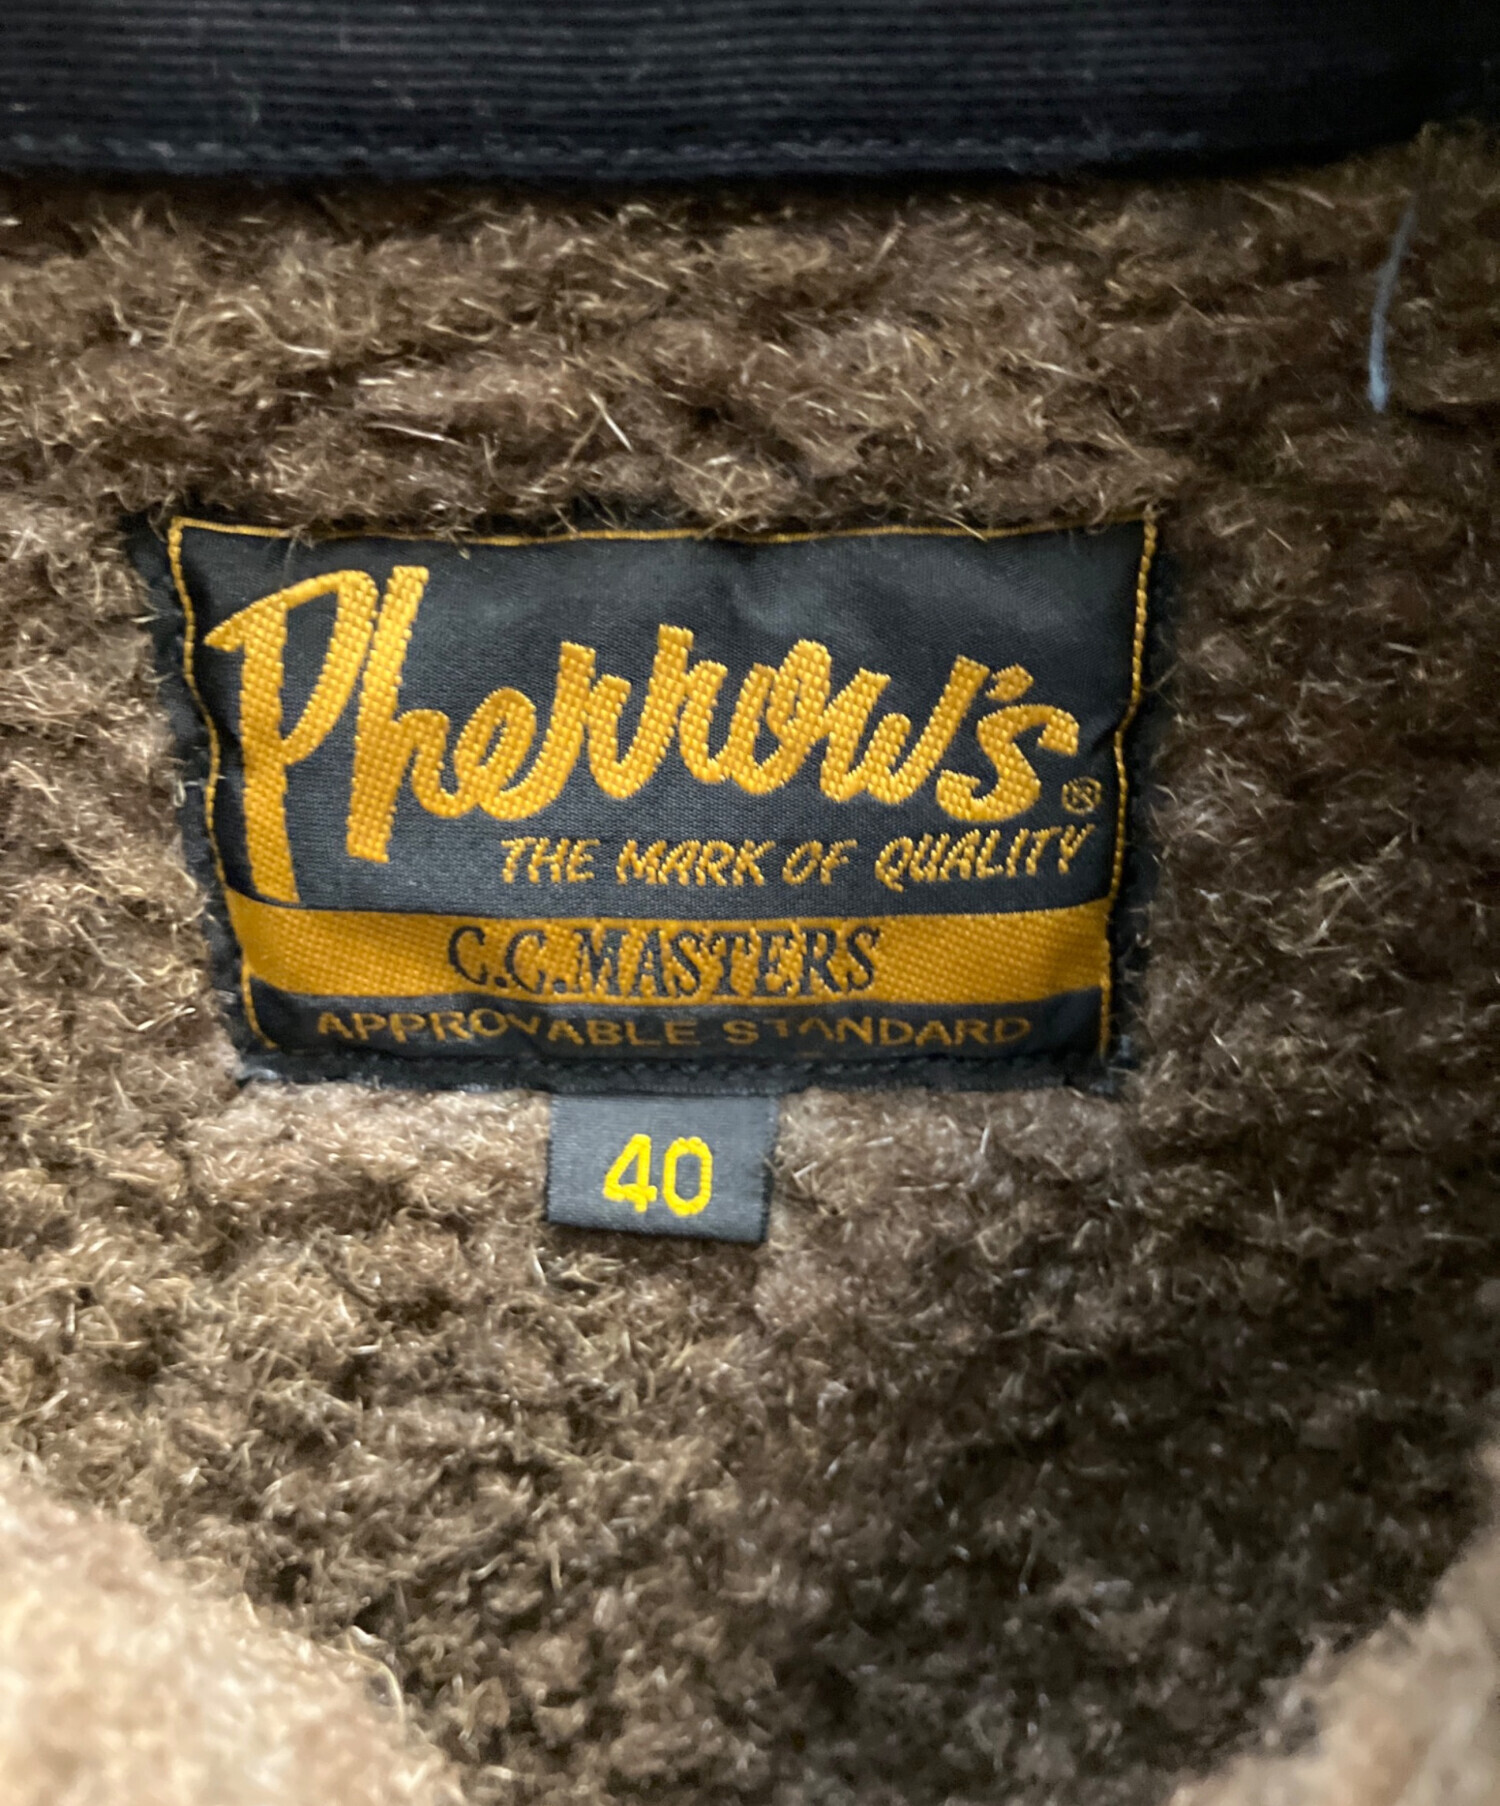 Pherrow's®
THE MARK OF QUALITY
C.C.MASTERS
APPROVABLE STANDARD
40